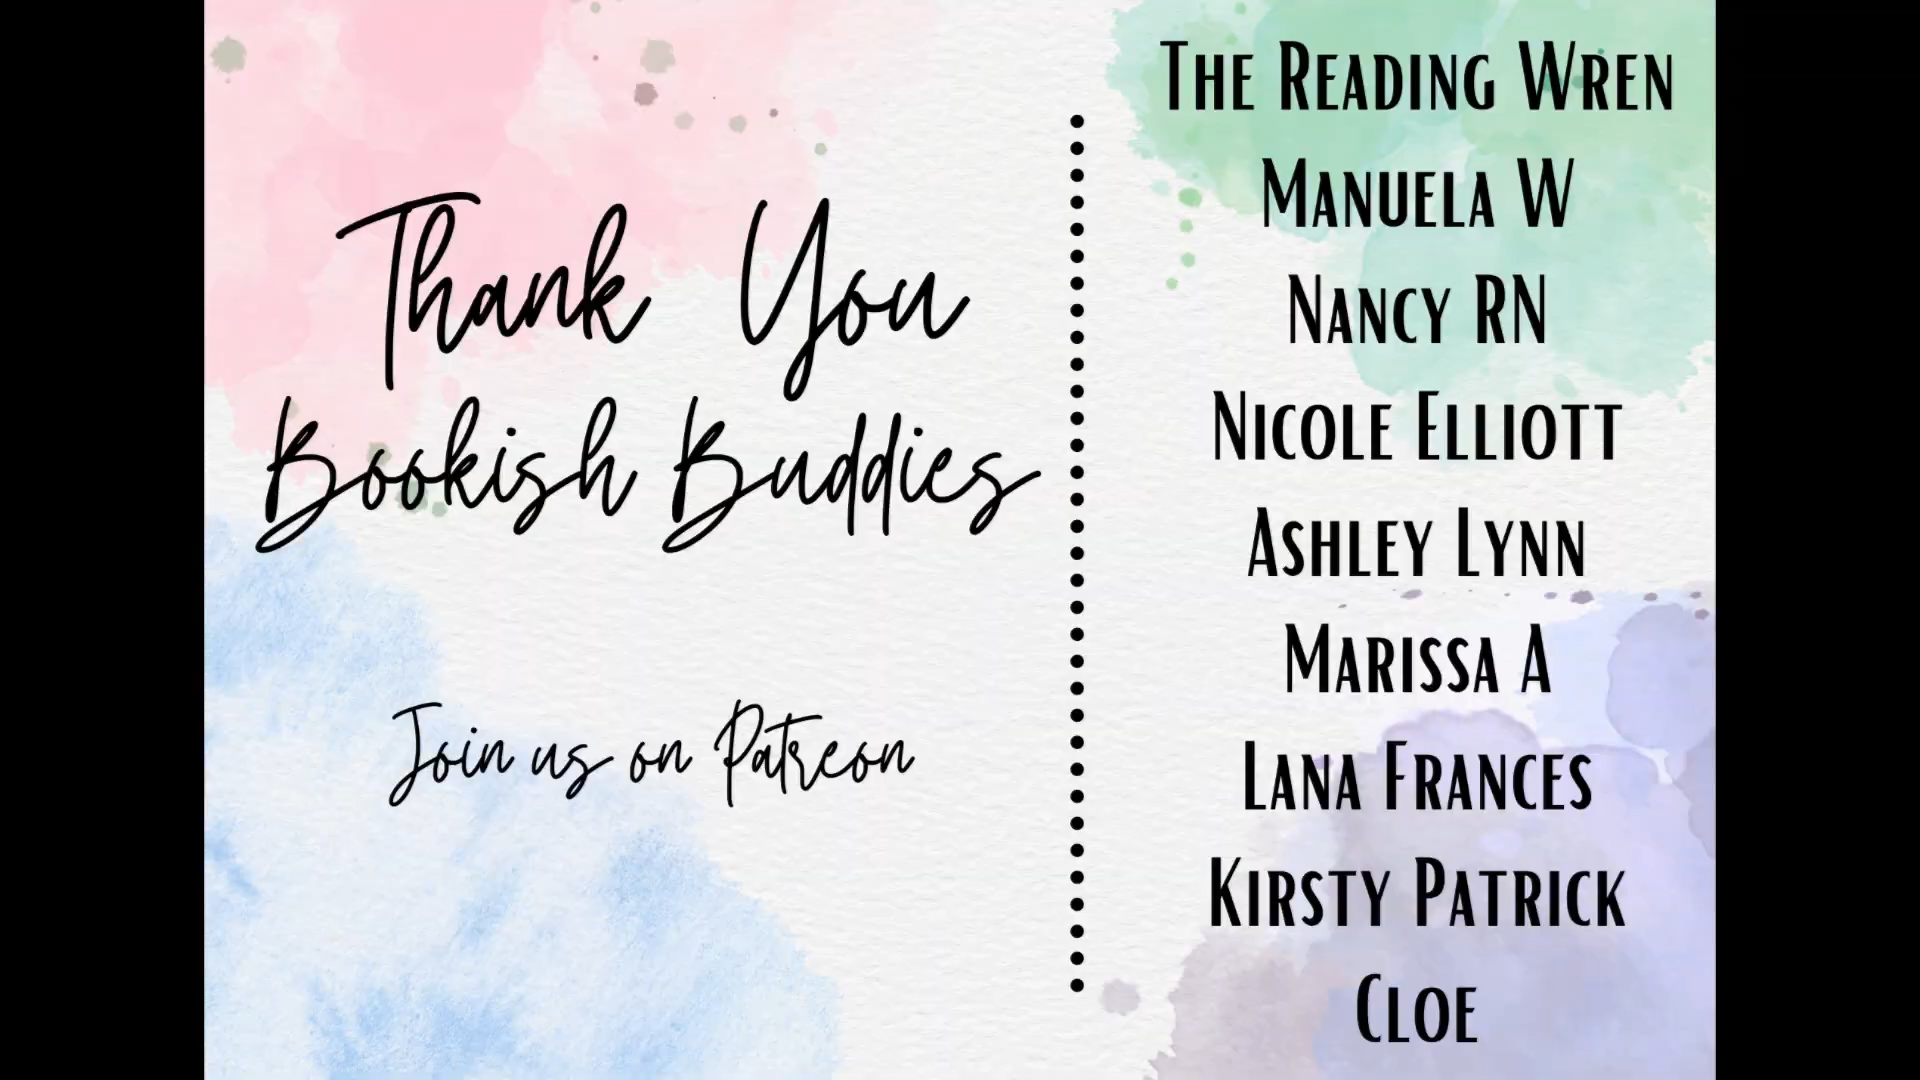 Thank You
Bookish Buddies
Join us on Patreon
The Reading Wren
Manuela W
Nancy RN
Nicole Elliott
Ashley Lynn
Marissa A
Lana Frances
Kirsty Patrick
Cloe